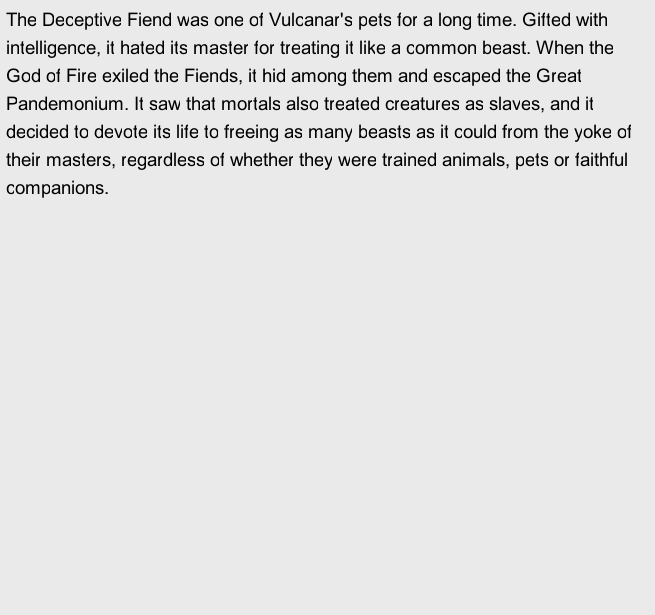 The Deceptive Fiend was one of Vulcanar's pets for a long time. Gifted with
intelligence, it hated its master for treating it like a common beast. When the
God of Fire exiled the Fiends, it hid among them and escaped the Great
Pandemonium. It saw that mortals also treated creatures as slaves, and it
decided to devote its life to freeing as many beasts as it could from the yoke of
their masters, regardless of whether they were trained animals, pets or faithful
companions.